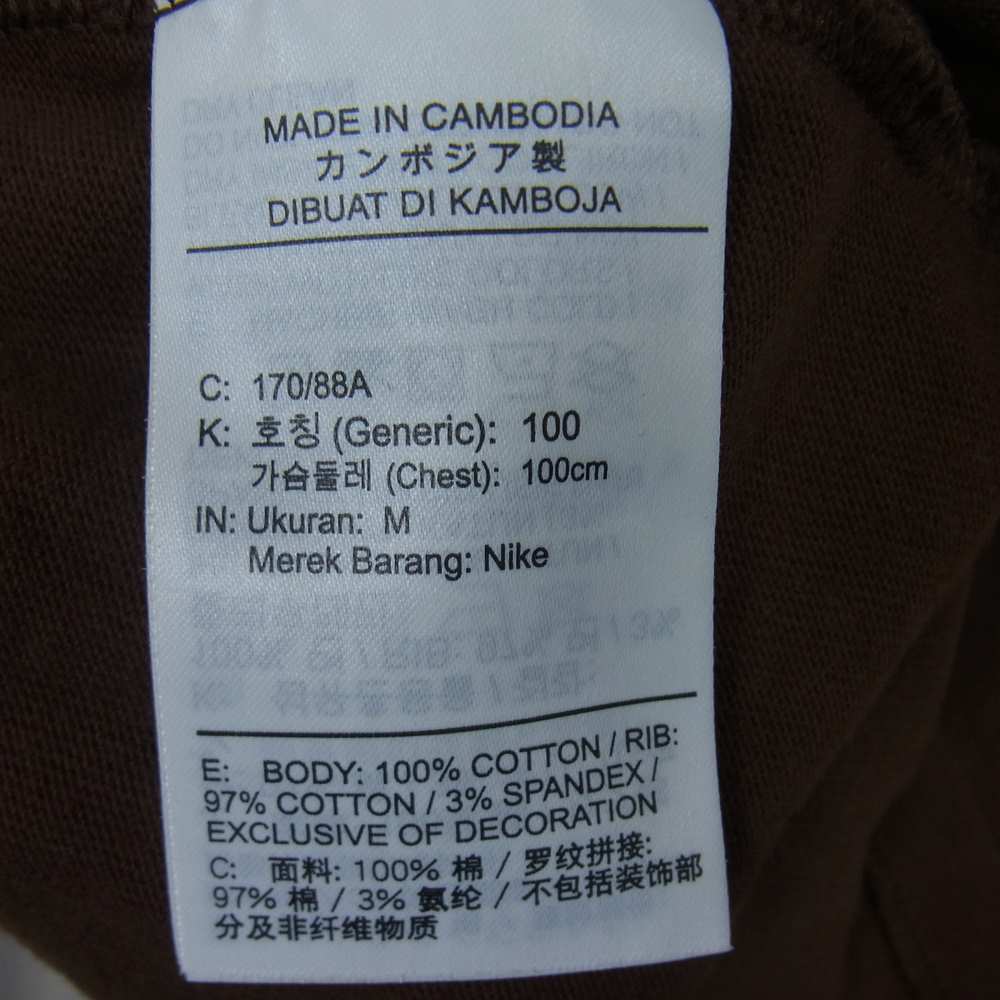 MADE IN CAMBODIA
カンボジア製
DIBUAT DI KAMBOJA
C: 170/88A
K: 호칭 (Generic): 100
가슴둘레 (Chest): 100cm
IN: Ukuran: M
Merek Barang: Nike
E: BODY: 100% COTTON / RIB:
97% COTTON / 3% SPANDEX /
EXCLUSIVE OF DECORATION
C: 面料: 100% 棉 / 罗纹拼接:
97% 棉 / 3% 氨纶 / 不包括装饰部
分及非纤维物质